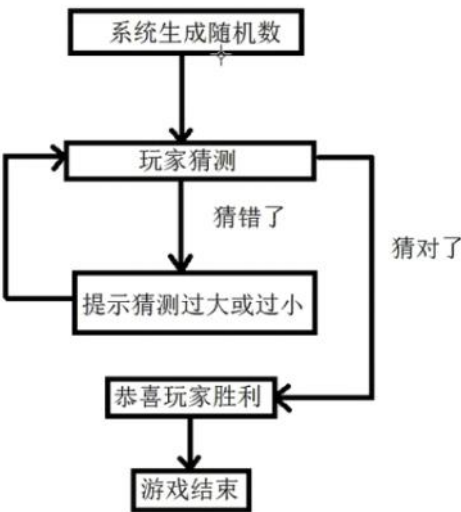 系统生成随机数
玩家猜测
猜错了
猜对了
提示猜测过大或过小
恭喜玩家胜利
游戏结束